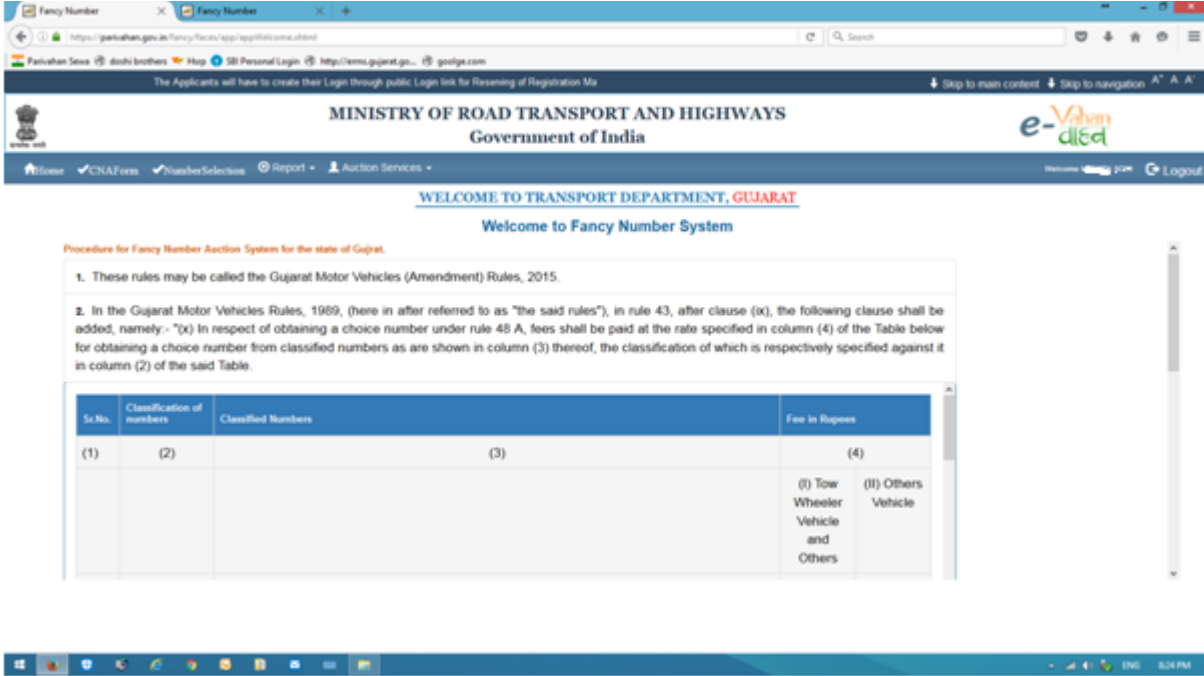 Fancy Number
Fancy Number
https://parivahan.gov.in/fancy/faces/app/appWelcome.xhtml
Search
Parivahan Sewa doshi brothers Hsrp SBI Personal Login http://erms.gujarat.go... goolge.com
The Applicants will have to create their Login through public Login link for Reserving of Registration Ma
Skip to main content Skip to navigation A+ A A-
MINISTRY OF ROAD TRANSPORT AND HIGHWAYS
Government of India
e-Vahan
वाहन
Home CNAForm NumberSelection Report Auction Services
Welcome
Logout
WELCOME TO TRANSPORT DEPARTMENT, GUJARAT
Welcome to Fancy Number System
Procedure for Fancy Number Auction System for the state of Gujrat.
1. These rules may be called the Gujarat Motor Vehicles (Amendment) Rules, 2015.
2. In the Gujarat Motor Vehicles Rules, 1989, (here in after referred to as "the said rules"), in rule 43, after clause (ix), the following clause shall be
added, namely:- "(x) In respect of obtaining a choice number under rule 48 A, fees shall be paid at the rate specified in column (4) of the Table below
for obtaining a choice number from classified numbers as are shown in column (3) thereof, the classification of which is respectively specified against it
in column (2) of the said Table.
Sr.No. Classification of numbers Classified Numbers Fee in Rupees
(1) (2) (3) (4)
(I) Tow
Wheeler
Vehicle
and
Others
(II) Others
Vehicle
ENG 8:24 PM